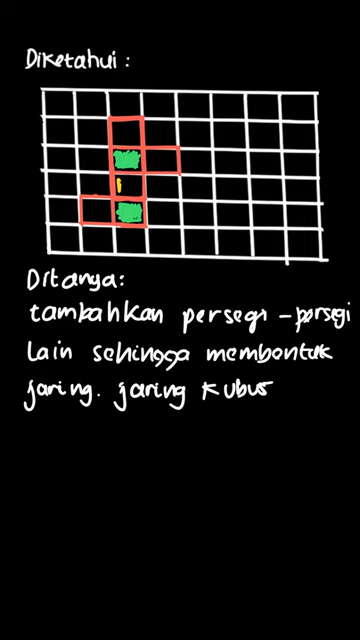 Diketahui :
Ditanya:
tambahkan persegi - persegi
lain sehingga membentuk
jaring. jaring kubus